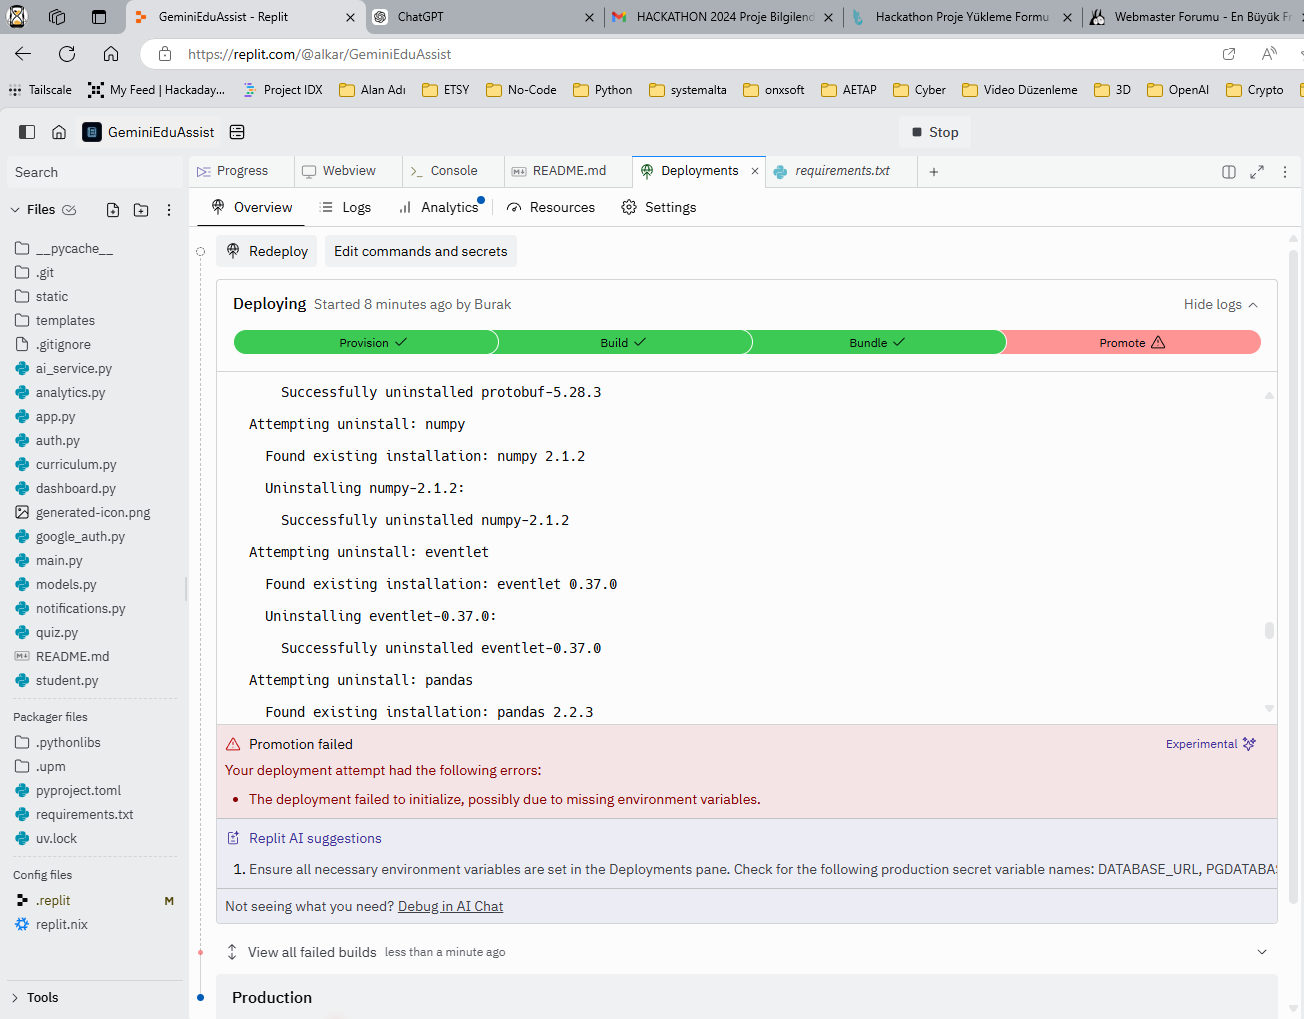 GeminiEduAssist - Replit
ChatGPT
HACKATHON 2024 Proje Bilgilend
Hackathon Proje Yükleme Formu
Webmaster Forumu - En Büyük Fr
https://replit.com/@alkar/GeminiEduAssist
Tailscale
My Feed | Hackaday...
Project IDX
Alan Adı
ETSY
No-Code
Python
systemalta
onxsoft
AETAP
Cyber
Video Düzenleme
3D
OpenAI
Crypto
GeminiEduAssist
Stop
Search
Progress
Webview
Console
README.md
Deployments
requirements.txt
Files
Overview
Logs
Analytics
Resources
Settings
__pycache__
.git
static
templates
.gitignore
ai_service.py
analytics.py
app.py
auth.py
curriculum.py
dashboard.py
generated-icon.png
google_auth.py
main.py
models.py
notifications.py
quiz.py
README.md
student.py
Packager files
.pythonlibs
.upm
pyproject.toml
requirements.txt
uv.lock
Config files
.replit M
replit.nix
Tools
Redeploy
Edit commands and secrets
Deploying Started 8 minutes ago by Burak
Hide logs
Provision
Build
Bundle
Promote
Successfully uninstalled protobuf-5.28.3
Attempting uninstall: numpy
Found existing installation: numpy 2.1.2
Uninstalling numpy-2.1.2:
Successfully uninstalled numpy-2.1.2
Attempting uninstall: eventlet
Found existing installation: eventlet 0.37.0
Uninstalling eventlet-0.37.0:
Successfully uninstalled eventlet-0.37.0
Attempting uninstall: pandas
Found existing installation: pandas 2.2.3
Promotion failed
Experimental
Your deployment attempt had the following errors:
• The deployment failed to initialize, possibly due to missing environment variables.
Replit AI suggestions
1. Ensure all necessary environment variables are set in the Deployments pane. Check for the following production secret variable names: DATABASE_URL, PGDATABAS
Not seeing what you need? Debug in AI Chat
View all failed builds less than a minute ago
Production